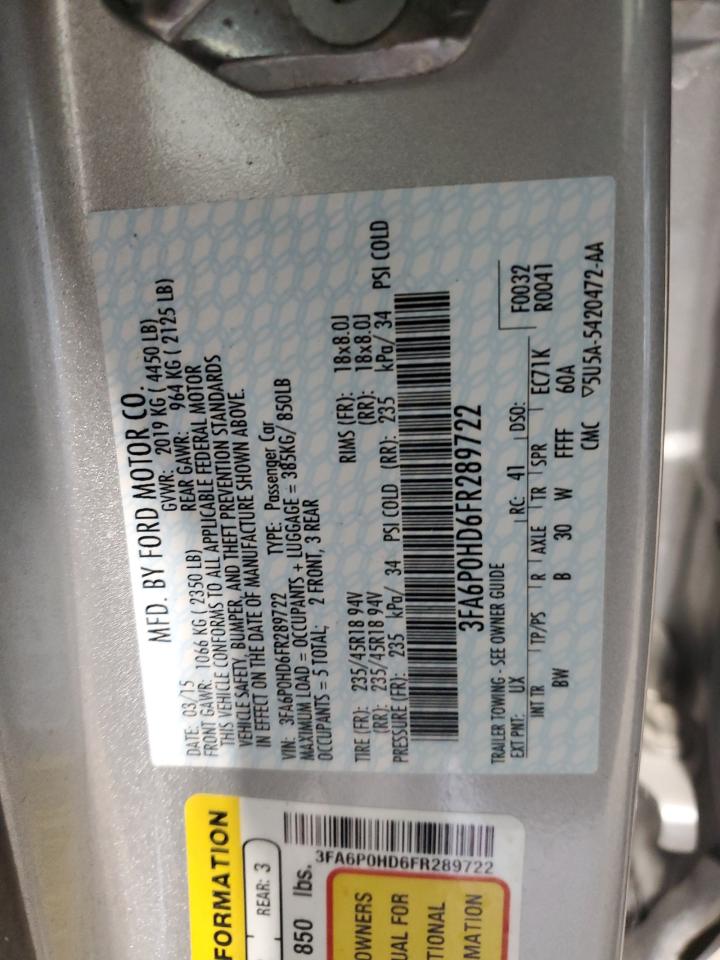 MFD. BY FORD MOTOR CO.
DATE: 03/15 GVWR: 2019 KG ( 4450 LB)
FRONT GAWR: 1066 KG ( 2350 LB) REAR GAWR: 964 KG ( 2125 LB)
THIS VEHICLE CONFORMS TO ALL APPLICABLE FEDERAL MOTOR
VEHICLE SAFETY, BUMPER, AND THEFT PREVENTION STANDARDS
IN EFFECT ON THE DATE OF MANUFACTURE SHOWN ABOVE.
VIN: 3FA6P0HD6FR289722 TYPE: Passenger Car
MAXIMUM LOAD = OCCUPANTS + LUGGAGE = 385KG/ 850LB
OCCUPANTS = 5 TOTAL; 2 FRONT, 3 REAR
TIRE (FR): 235/45R18 94V RIMS (FR): 18x8.0J
(RR): 235/45R18 94V (RR): 18x8.0J
PRESSURE (FR): 235 kPa/ 34 PSI COLD (RR): 235 kPa/ 34 PSI COLD
3FA6P0HD6FR289722
TRAILER TOWING - SEE OWNER GUIDE F0032
EXT PNT: UX RC: 41 DSO: R0041
INT TR TP/PS R AXLE TR SPR EC71K
BW B 30 W FFFF 60A
CMC ▽5U5A-5420472-AA
FORMATION
REAR: 3
850 lbs.
3FA6P0HD6FR289722
OWNERS
UAL FOR
TIONAL
MATION